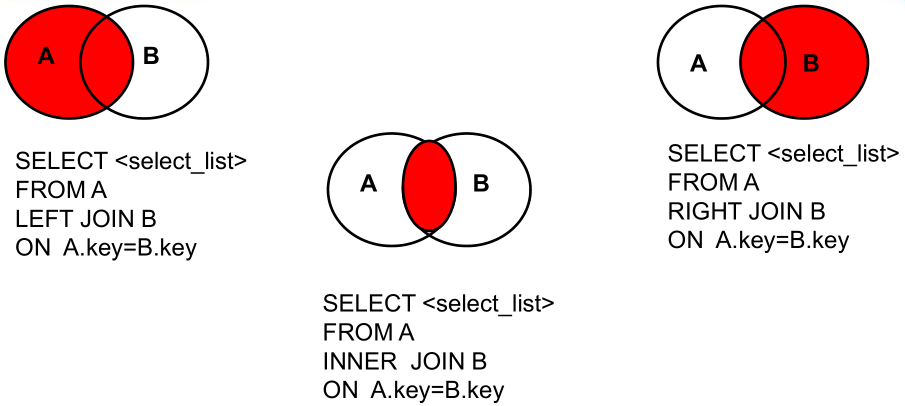 A B
SELECT <select_list>
FROM A
LEFT JOIN B
ON A.key=B.key
A B
SELECT <select_list>
FROM A
INNER JOIN B
ON A.key=B.key
A B
SELECT <select_list>
FROM A
RIGHT JOIN B
ON A.key=B.key